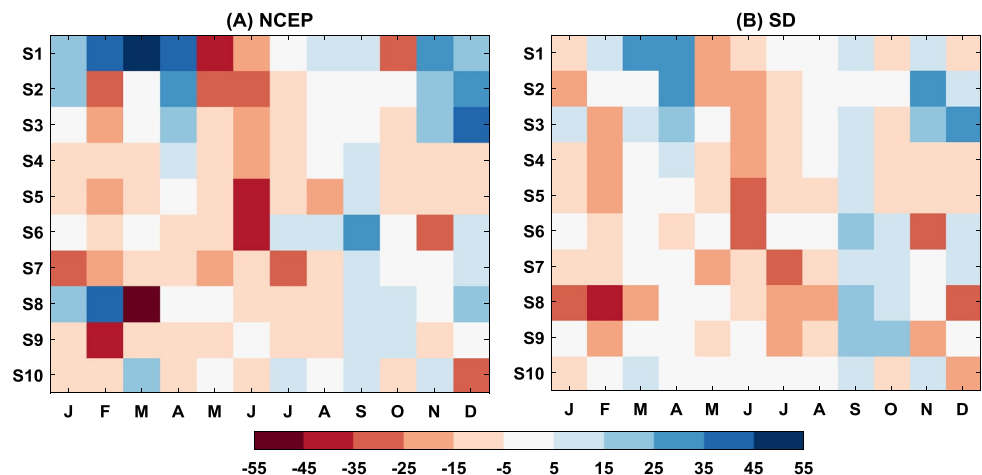 (A) NCEP
(B) SD
S1
S2
S3
S4
S5
S6
S7
S8
S9
S10
J F M A M J J A S O N D
S1
S2
S3
S4
S5
S6
S7
S8
S9
S10
J F M A M J J A S O N D
-55 -45 -35 -25 -15 -5 5 15 25 35 45 55